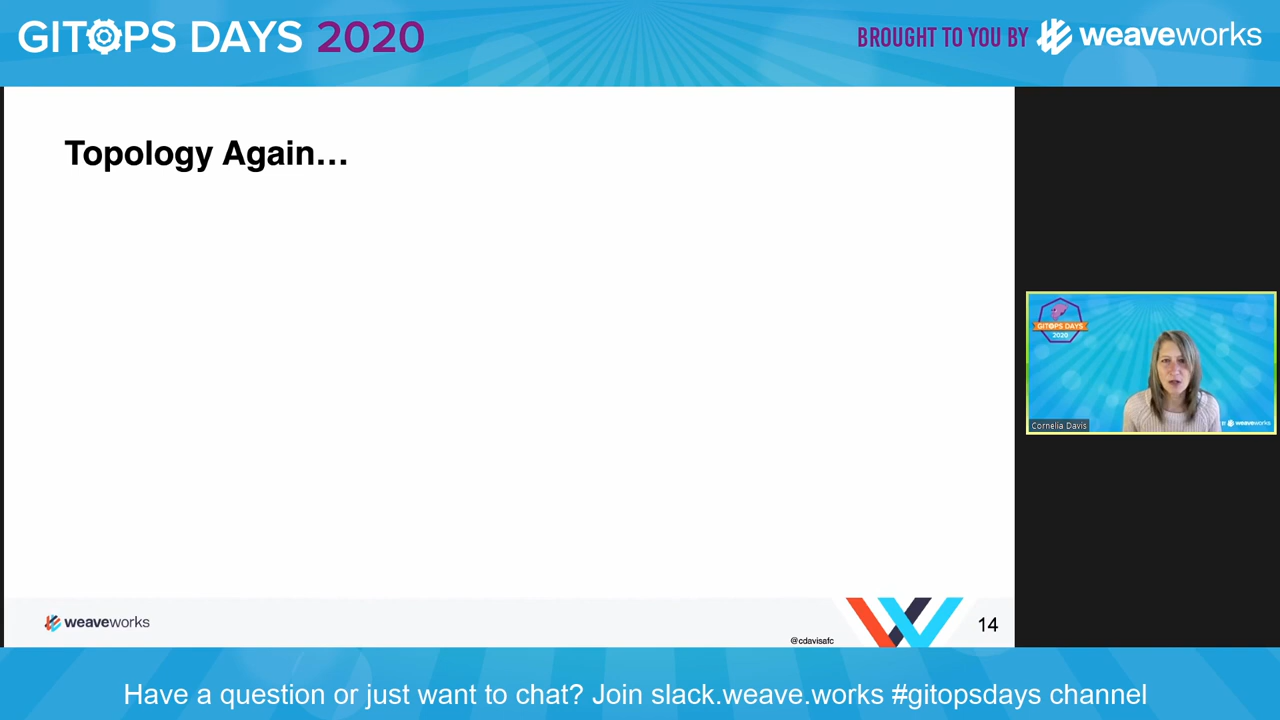 GITOPS DAYS 2020
BROUGHT TO YOU BY weaveworks
Topology Again...
GITOPS DAYS
2020
Cornelia Davis
weaveworks
weaveworks
@cdavisafc
14
Have a question or just want to chat? Join slack.weave.works #gitopsdays channel